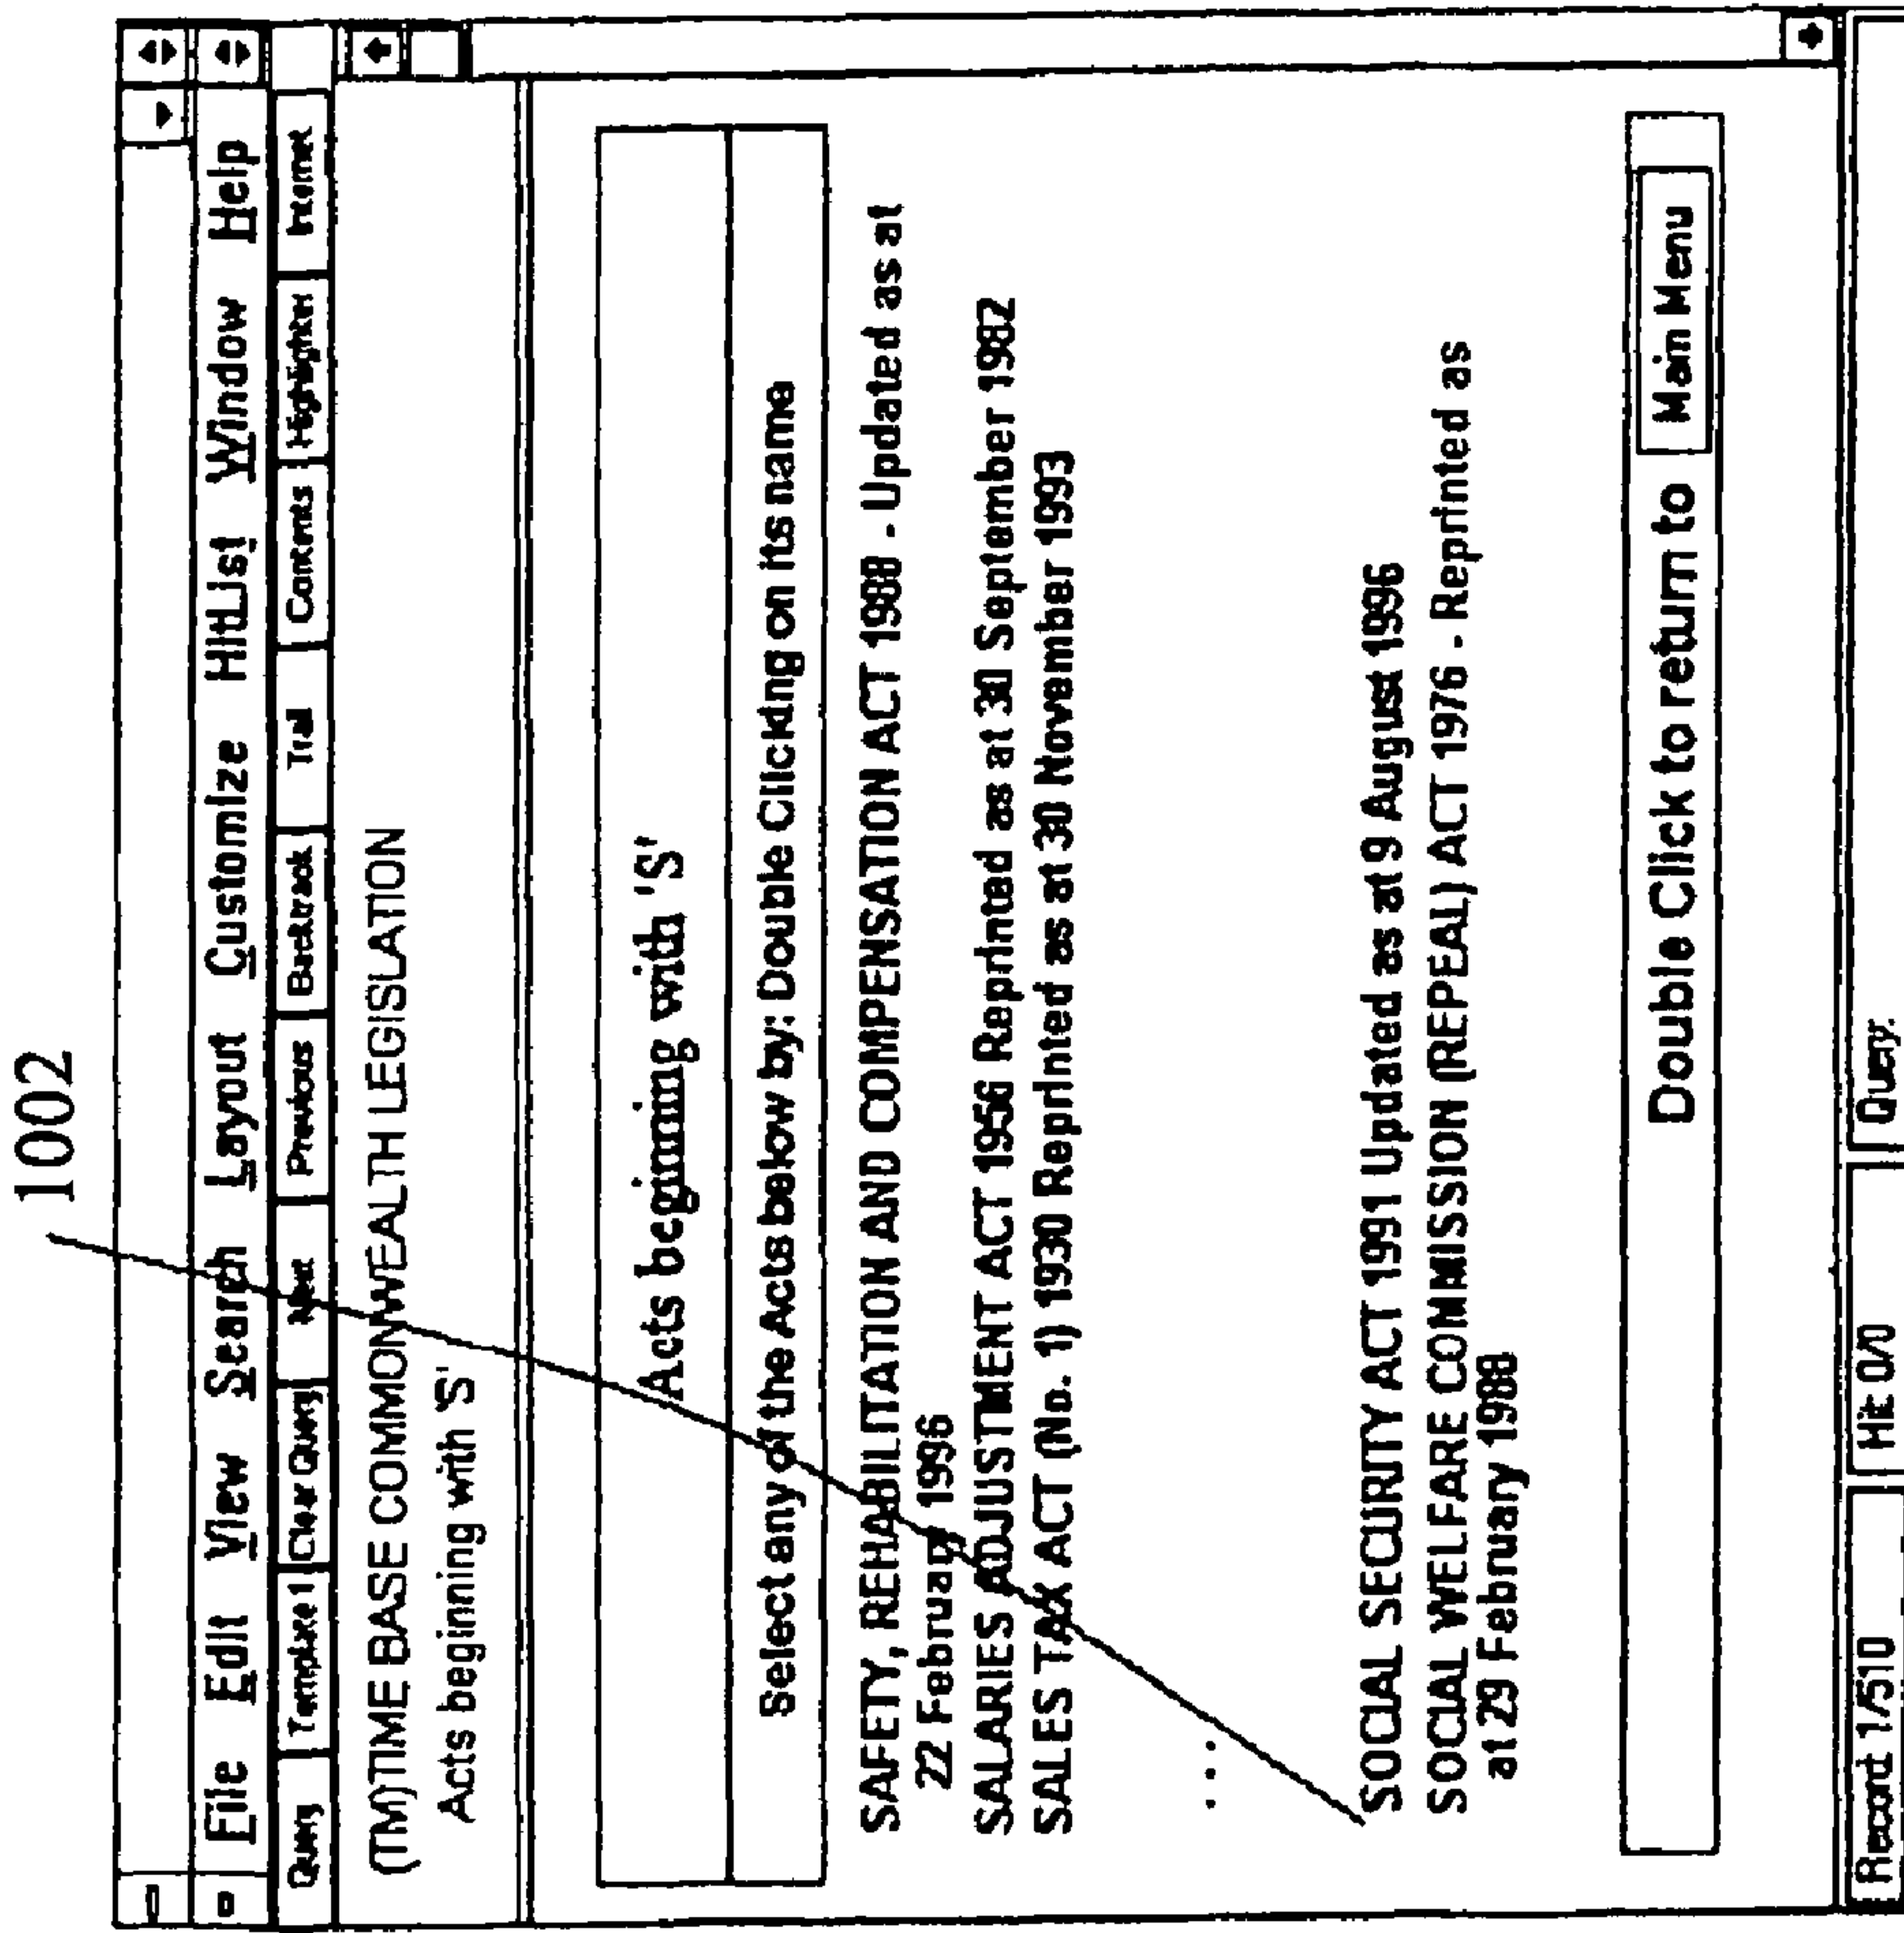 1002
File Edit View Search Layout Customize HitList Window Help
Query Template 1 Clear Query Next Previous Backtrack Trail Contents Highlighter Internet
(TM)TIME BASE COMMONWEALTH LEGISLATION
Acts beginning with 'S'
Acts beginning with 'S'
Select any of the Acts below by: Double Clicking on its name
SAFETY, REHABILITATION AND COMPENSATION ACT 1988 - Updated as at
22 February 1996
SALARIES ADJUSTMENT ACT 1956 Reprinted as at 30 September 1982
SALES TAX ACT (No. 1) 1930 Reprinted as at 30 November 1993
...
SOCIAL SECURITY ACT 1991 Updated as at 9 August 1996
SOCIAL WELFARE COMMISSION (REPEAL) ACT 1976 - Reprinted as
at 29 February 1988
Double Click to return to Main Menu
Record 1/510 Hit 0/0 Query: